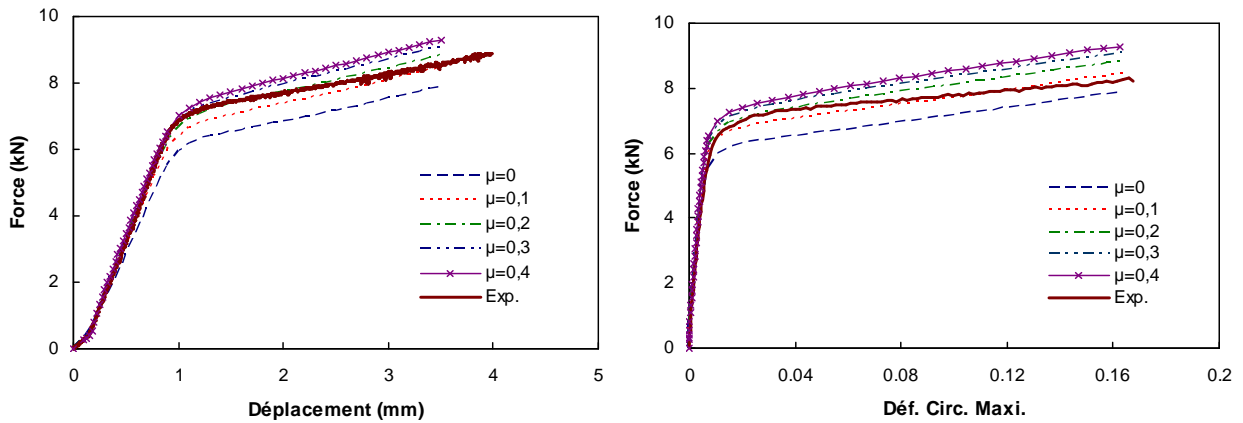 10
8
6
4
2
0
Force (kN)
0 1 2 3 4 5
Déplacement (mm)
µ=0
µ=0,1
µ=0,2
µ=0,3
µ=0,4
Exp.
10
8
6
4
2
0
Force (kN)
0 0.04 0.08 0.12 0.16 0.2
Déf. Circ. Maxi.
µ=0
µ=0,1
µ=0,2
µ=0,3
µ=0,4
Exp.